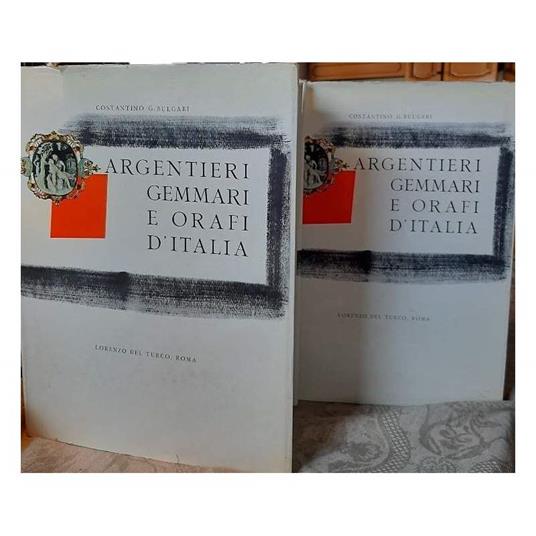 COSTANTINO G. BULGARI
ARGENTIERI
GEMMARI
E ORAFI
D'ITALIA
LORENZO DEL TURCO, ROMA
COSTANTINO G. BULGARI
ARGENTIERI
GEMMARI
E ORAFI
D'ITALIA
LORENZO DEL TURCO, ROMA